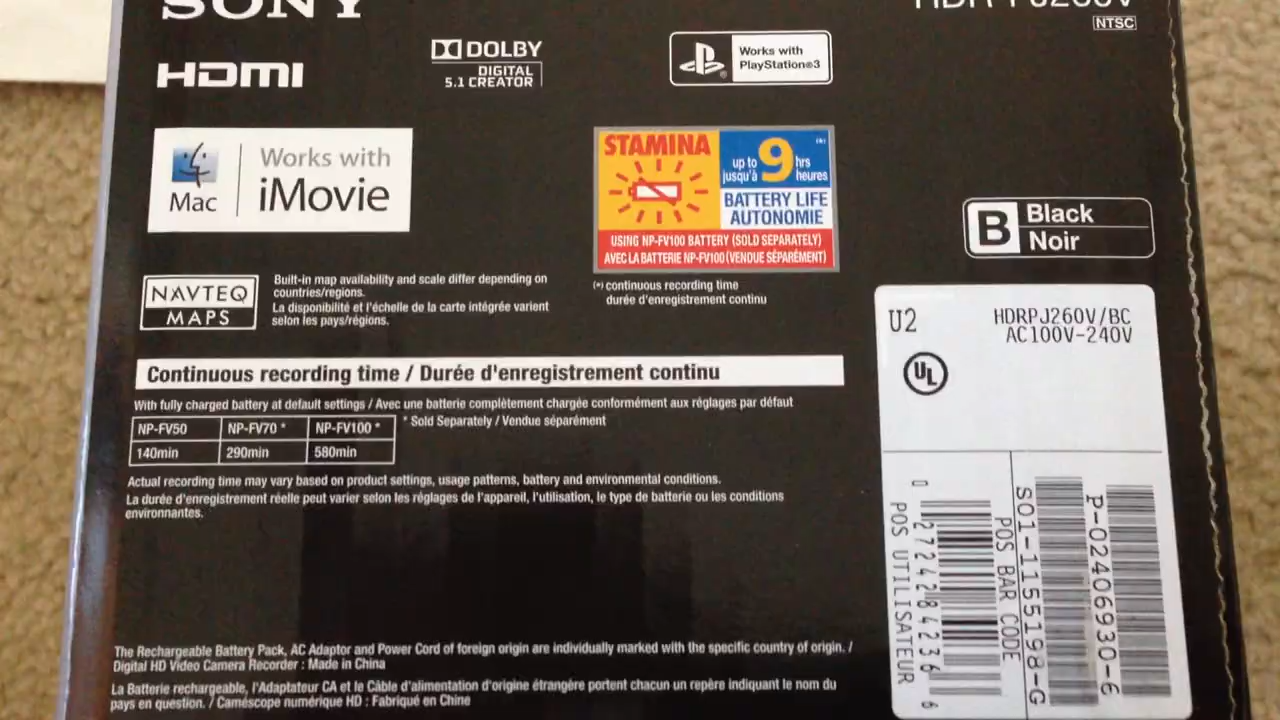 SONY
HDR-PJ260V
NTSC
HDMI
DOLBY
DIGITAL
5.1 CREATOR
Works with
PlayStation®3
Mac
Works with
iMovie
STAMINA
up to 9 hrs
jusqu'à heures
(*)
BATTERY LIFE
AUTONOMIE
USING NP-FV100 BATTERY (SOLD SEPARATELY)
AVEC LA BATTERIE NP-FV100 (VENDUE SÉPARÉMENT)
(*) continuous recording time
durée d'enregistrement continu
B Black
Noir
NAVTEQ
MAPS
Built-in map availability and scale differ depending on
countries/regions.
La disponibilité et l'échelle de la carte intégrée varient
selon les pays/régions.
U2
HDRPJ260V/BC
AC100V-240V
UL
Continuous recording time / Durée d'enregistrement continu
With fully charged battery at default settings / Avec une batterie complètement chargée conformément aux réglages par défaut
NP-FV50 NP-FV70 * NP-FV100 *
* Sold Separately / Vendue séparément
140min 290min 580min
Actual recording time may vary based on product settings, usage patterns, battery and environmental conditions.
La durée d'enregistrement réelle peut varier selon les réglages de l'appareil, l'utilisation, le type de batterie ou les conditions
environnantes.
The Rechargeable Battery Pack, AC Adaptor and Power Cord of foreign origin are individually marked with the specific country of origin. /
Digital HD Video Camera Recorder : Made in China
La Batterie rechargeable, l'Adaptateur CA et le Câble d'alimentation d'origine étrangère portent chacun un repère indiquant le nom du
pays en question. / Caméscope numérique HD : Fabriqué en Chine
P-02406930-6
S01-1155198-G
POS BAR CODE
0 27242 84236 6
POS UTILISATEUR